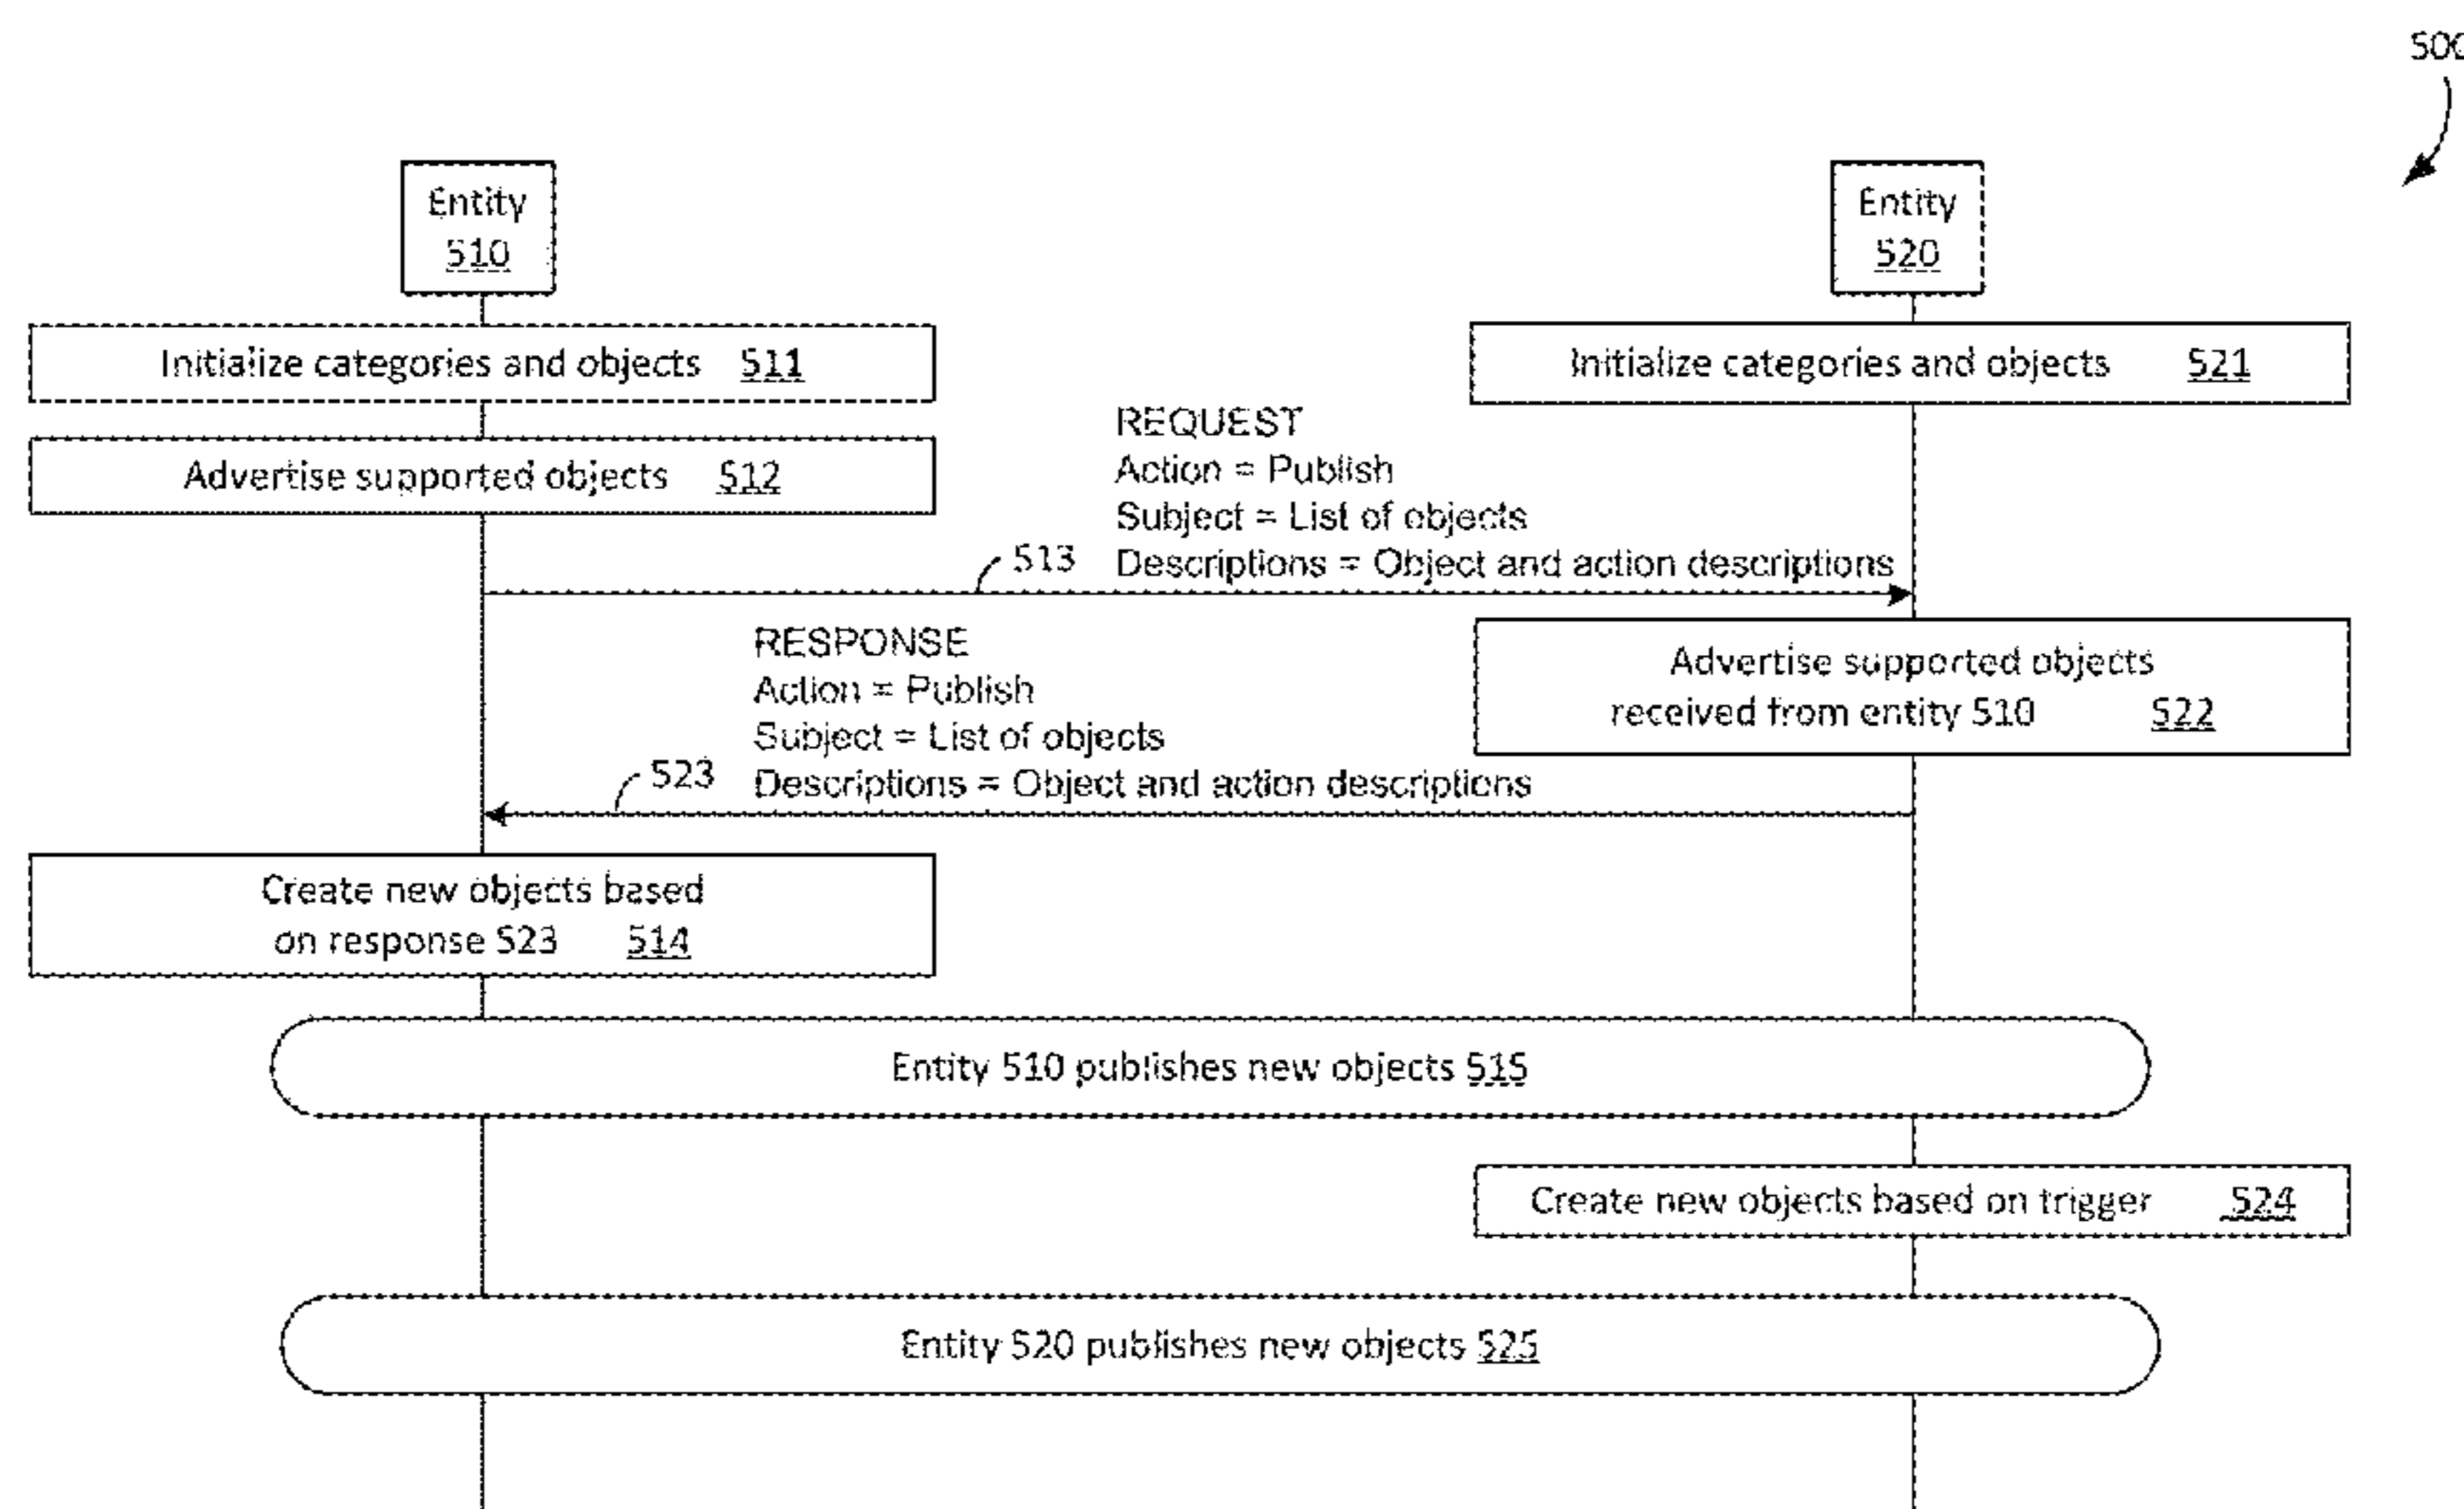 500
Entity
510
Entity
520
Initialize categories and objects 511
Initialize categories and objects 521
Advertise supported objects 512
REQUEST
Action = Publish
Subject = List of objects
Descriptions = Object and action descriptions
513
RESPONSE
Action = Publish
Subject = List of objects
Descriptions = Object and action descriptions
523
Advertise supported objects
received from entity 510 522
Create new objects based
on response 523 514
Entity 510 publishes new objects 515
Create new objects based on trigger 524
Entity 520 publishes new objects 525